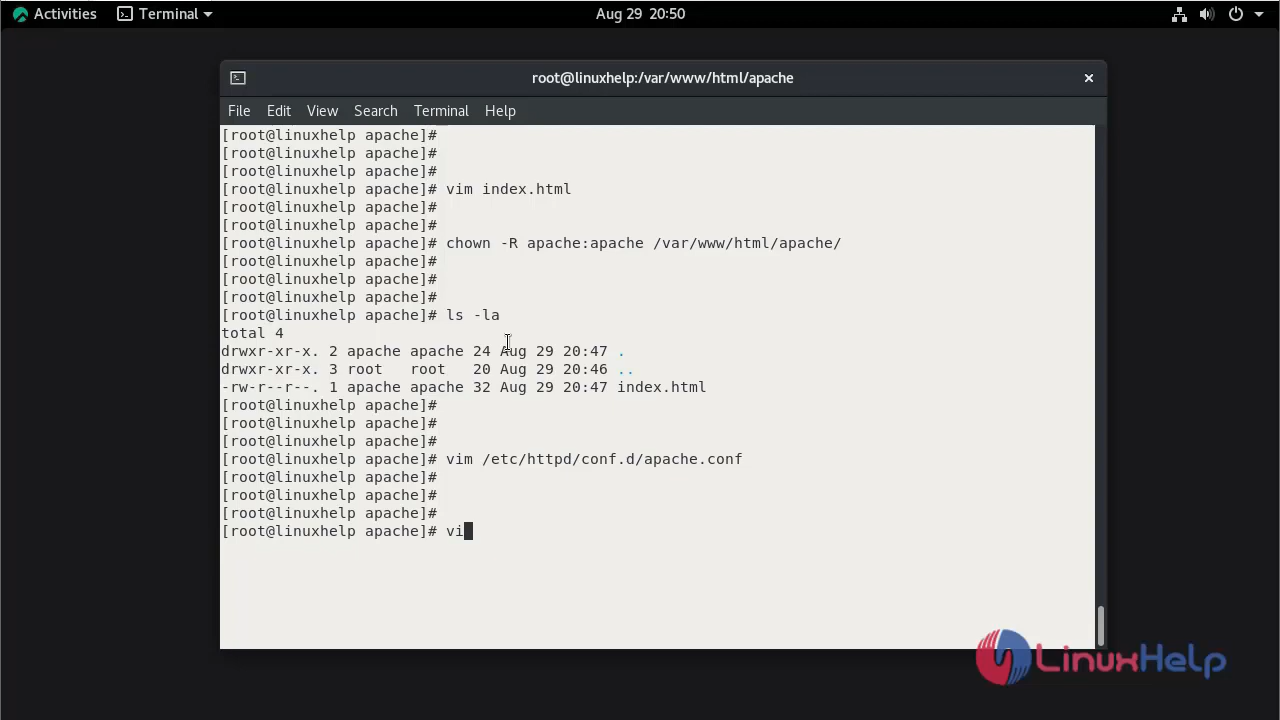 Activities Terminal Aug 29 20:50
root@linuxhelp:/var/www/html/apache
File Edit View Search Terminal Help
[root@linuxhelp apache]#
[root@linuxhelp apache]#
[root@linuxhelp apache]#
[root@linuxhelp apache]# vim index.html
[root@linuxhelp apache]#
[root@linuxhelp apache]#
[root@linuxhelp apache]# chown -R apache:apache /var/www/html/apache/
[root@linuxhelp apache]#
[root@linuxhelp apache]#
[root@linuxhelp apache]#
[root@linuxhelp apache]# ls -la
total 4
drwxr-xr-x. 2 apache apache 24 Aug 29 20:47 .
drwxr-xr-x. 3 root   root   20 Aug 29 20:46 ..
-rw-r--r--. 1 apache apache 32 Aug 29 20:47 index.html
[root@linuxhelp apache]#
[root@linuxhelp apache]#
[root@linuxhelp apache]#
[root@linuxhelp apache]# vim /etc/httpd/conf.d/apache.conf
[root@linuxhelp apache]#
[root@linuxhelp apache]#
[root@linuxhelp apache]#
[root@linuxhelp apache]# vi
LinuxHelp